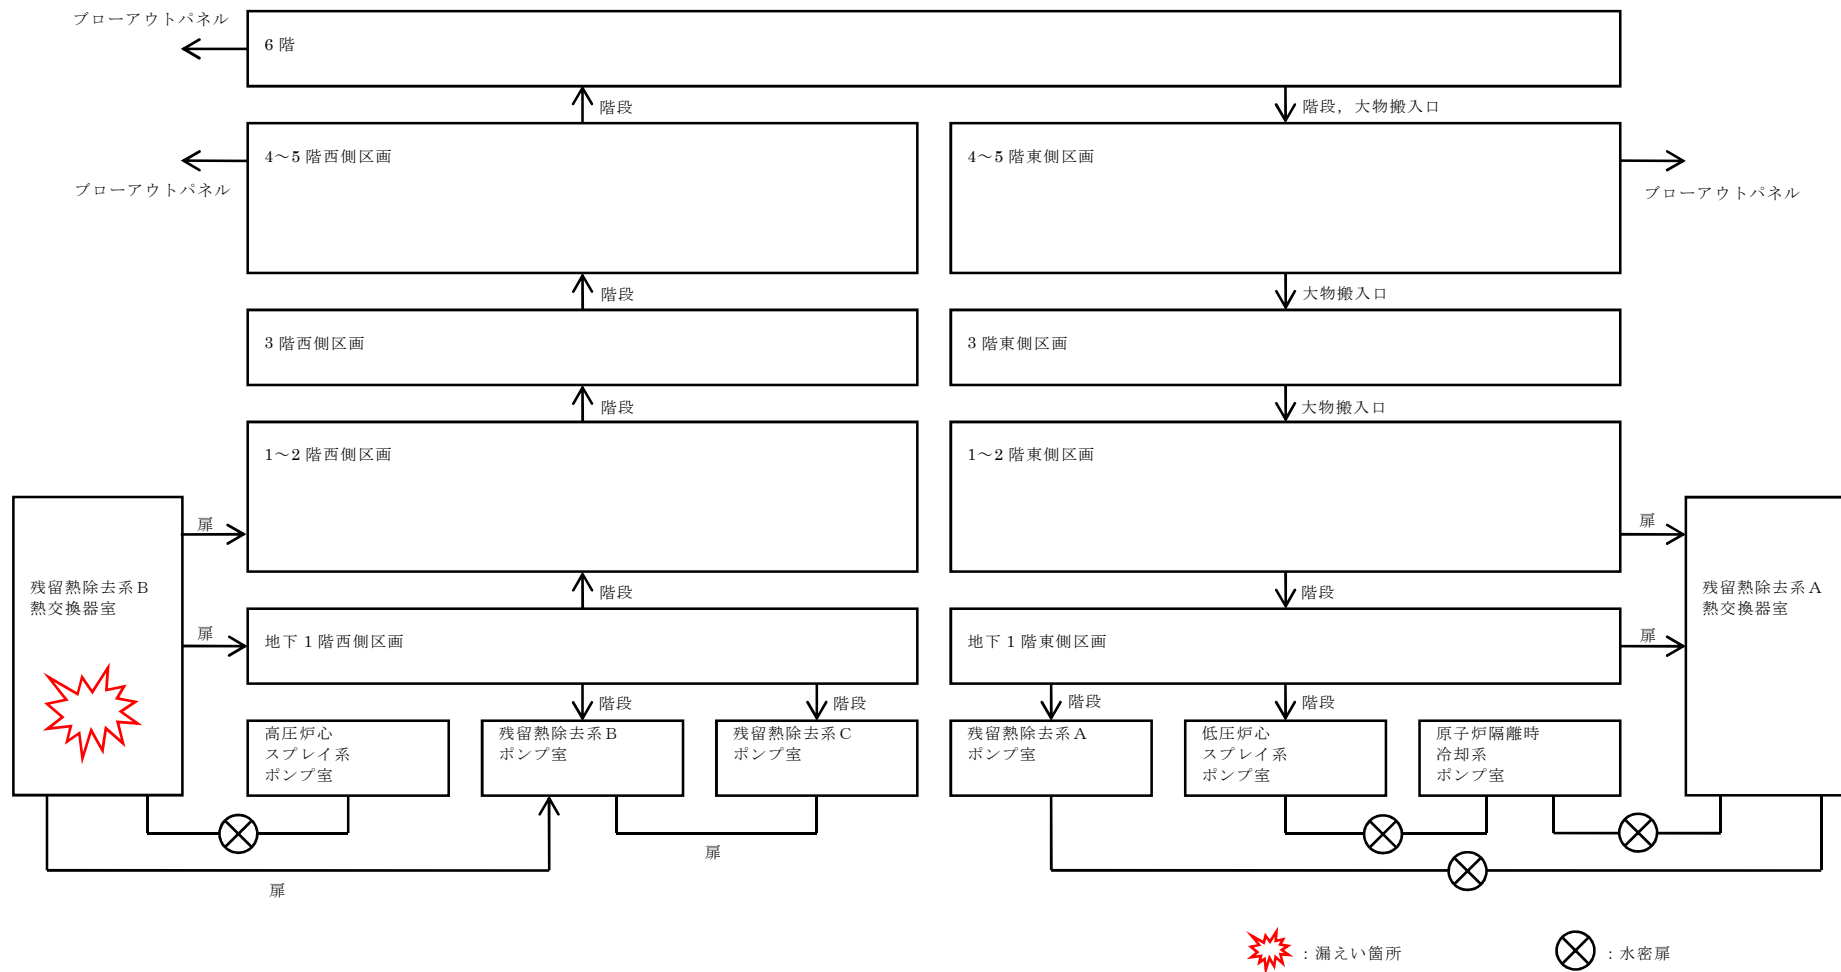 ブローアウトパネル
6 階
階段
階段，大物搬入口
4～5 階西側区画
4～5 階東側区画
ブローアウトパネル
ブローアウトパネル
階段
大物搬入口
3 階西側区画
3 階東側区画
階段
大物搬入口
1～2 階西側区画
1～2 階東側区画
扉
扉
残留熱除去系B
熱交換器室
階段
階段
残留熱除去系A
熱交換器室
扉
地下 1 階西側区画
地下 1 階東側区画
扉
階段
階段
階段
階段
高圧炉心
スプレイ系
ポンプ室
残留熱除去系B
ポンプ室
残留熱除去系C
ポンプ室
残留熱除去系A
ポンプ室
低圧炉心
スプレイ系
ポンプ室
原子炉隔離時
冷却系
ポンプ室
扉
扉
：漏えい箇所
：水密扉